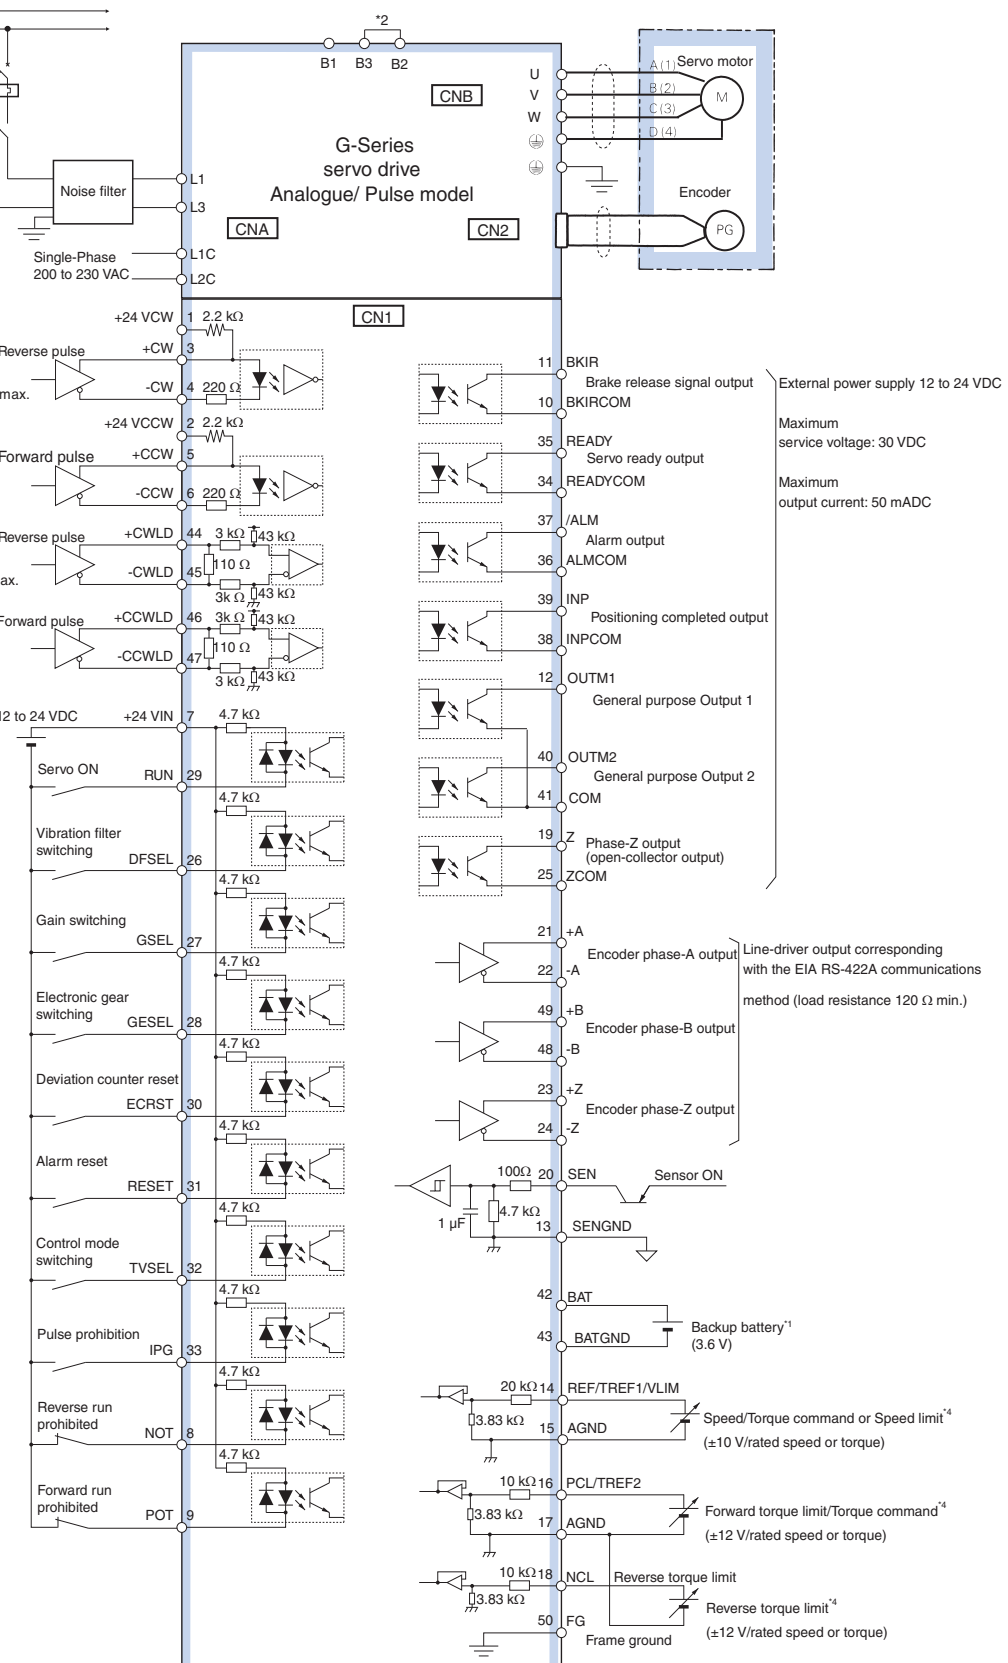 *2
B1 B3 B2
CNB
G-Series
servo drive
Analogue/ Pulse model
CNA
CN2
U
V
W
A (1)
B (2)
C (3)
D (4)
Servo motor
M
Encoder
PG
Noise filter
L1
L3
Single-Phase
200 to 230 VAC
L1C
L2C
CN1
+24 VCW 1 2.2 kΩ
Reverse pulse
+CW 3
-CW 4 220 Ω
max.
+24 VCCW 2 2.2 kΩ
Forward pulse
+CCW 5
-CCW 6 220 Ω
Reverse pulse
+CWLD 44 3 kΩ 43 kΩ
110 Ω
-CWLD 45 3k Ω 43 kΩ
ax.
Forward pulse
+CCWLD 46 3k Ω 43 kΩ
110 Ω
-CCWLD 47 3 kΩ 43 kΩ
12 to 24 VDC
+24 VIN 7 4.7 kΩ
Servo ON
RUN 29
4.7 kΩ
Vibration filter
switching
DFSEL 26
4.7 kΩ
Gain switching
GSEL 27
4.7 kΩ
Electronic gear
switching
GESEL 28
4.7 kΩ
Deviation counter reset
ECRST 30
4.7 kΩ
Alarm reset
RESET 31
4.7 kΩ
Control mode
switching
TVSEL 32
4.7 kΩ
Pulse prohibition
IPG 33
4.7 kΩ
Reverse run
prohibited
NOT 8
4.7 kΩ
Forward run
prohibited
POT 9
11 BKIR
Brake release signal output
10 BKIRCOM
35 READY
Servo ready output
34 READYCOM
37 /ALM
Alarm output
36 ALMCOM
39 INP
Positioning completed output
38 INPCOM
12 OUTM1
General purpose Output 1
40 OUTM2
General purpose Output 2
41 COM
19 Z
Phase-Z output
(open-collector output)
25 ZCOM
External power supply 12 to 24 VDC
Maximum
service voltage: 30 VDC
Maximum
output current: 50 mADC
21 +A
Encoder phase-A output
22 -A
49 +B
Encoder phase-B output
48 -B
23 +Z
Encoder phase-Z output
24 -Z
Line-driver output corresponding
with the EIA RS-422A communications
method (load resistance 120 Ω min.)
100Ω 20 SEN
Sensor ON
4.7 kΩ
1 µF
13 SENGND
42 BAT
43 BATGND
Backup battery*1
(3.6 V)
20 kΩ 14 REF/TREF1/VLIM
3.83 kΩ
15 AGND
Speed/Torque command or Speed limit*4
(±10 V/rated speed or torque)
10 kΩ 16 PCL/TREF2
3.83 kΩ
17 AGND
Forward torque limit/Torque command*4
(±12 V/rated speed or torque)
10 kΩ 18 NCL Reverse torque limit
3.83 kΩ
Reverse torque limit*4
(±12 V/rated speed or torque)
50 FG
Frame ground